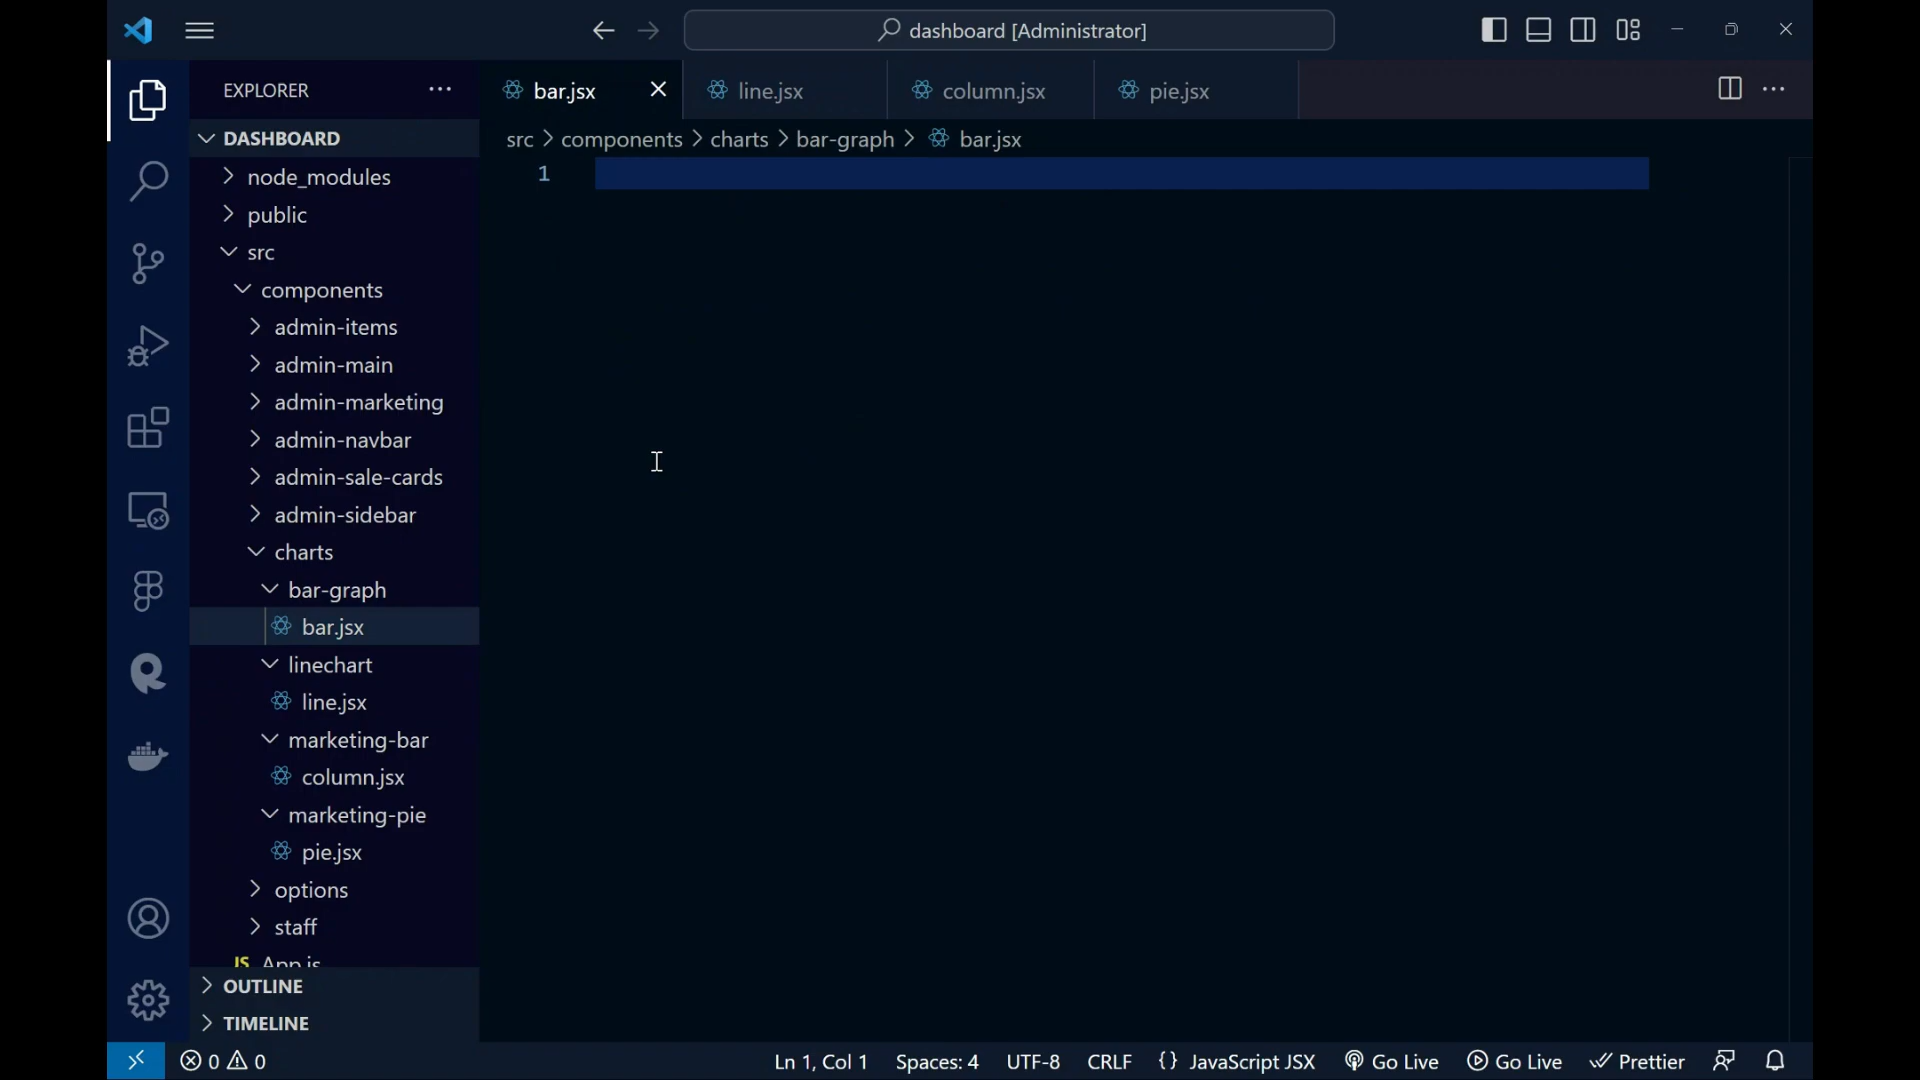 dashboard [Administrator]
EXPLORER
bar.jsx
line.jsx
column.jsx
pie.jsx
DASHBOARD
src > components > charts > bar-graph > bar.jsx
1
node_modules
public
src
components
admin-items
admin-main
admin-marketing
admin-navbar
admin-sale-cards
admin-sidebar
charts
bar-graph
bar.jsx
linechart
line.jsx
marketing-bar
column.jsx
marketing-pie
pie.jsx
options
staff
JS App.js
OUTLINE
TIMELINE
0 0 Ln 1, Col 1 Spaces: 4 UTF-8 CRLF {} JavaScript JSX Go Live Go Live Prettier